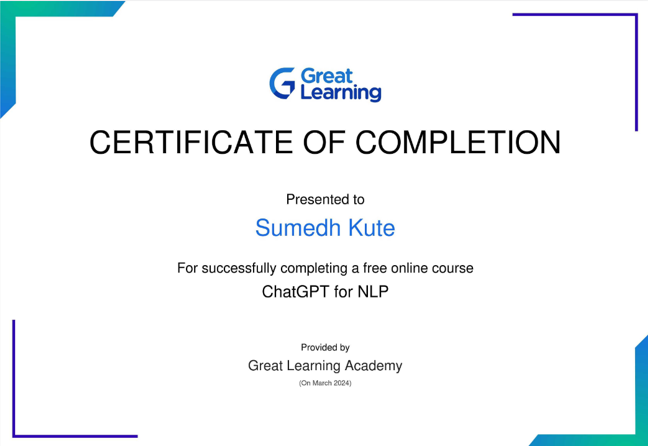 Great
Learning
CERTIFICATE OF COMPLETION
Presented to
Sumedh Kute
For successfully completing a free online course
ChatGPT for NLP
Provided by
Great Learning Academy
(On March 2024)